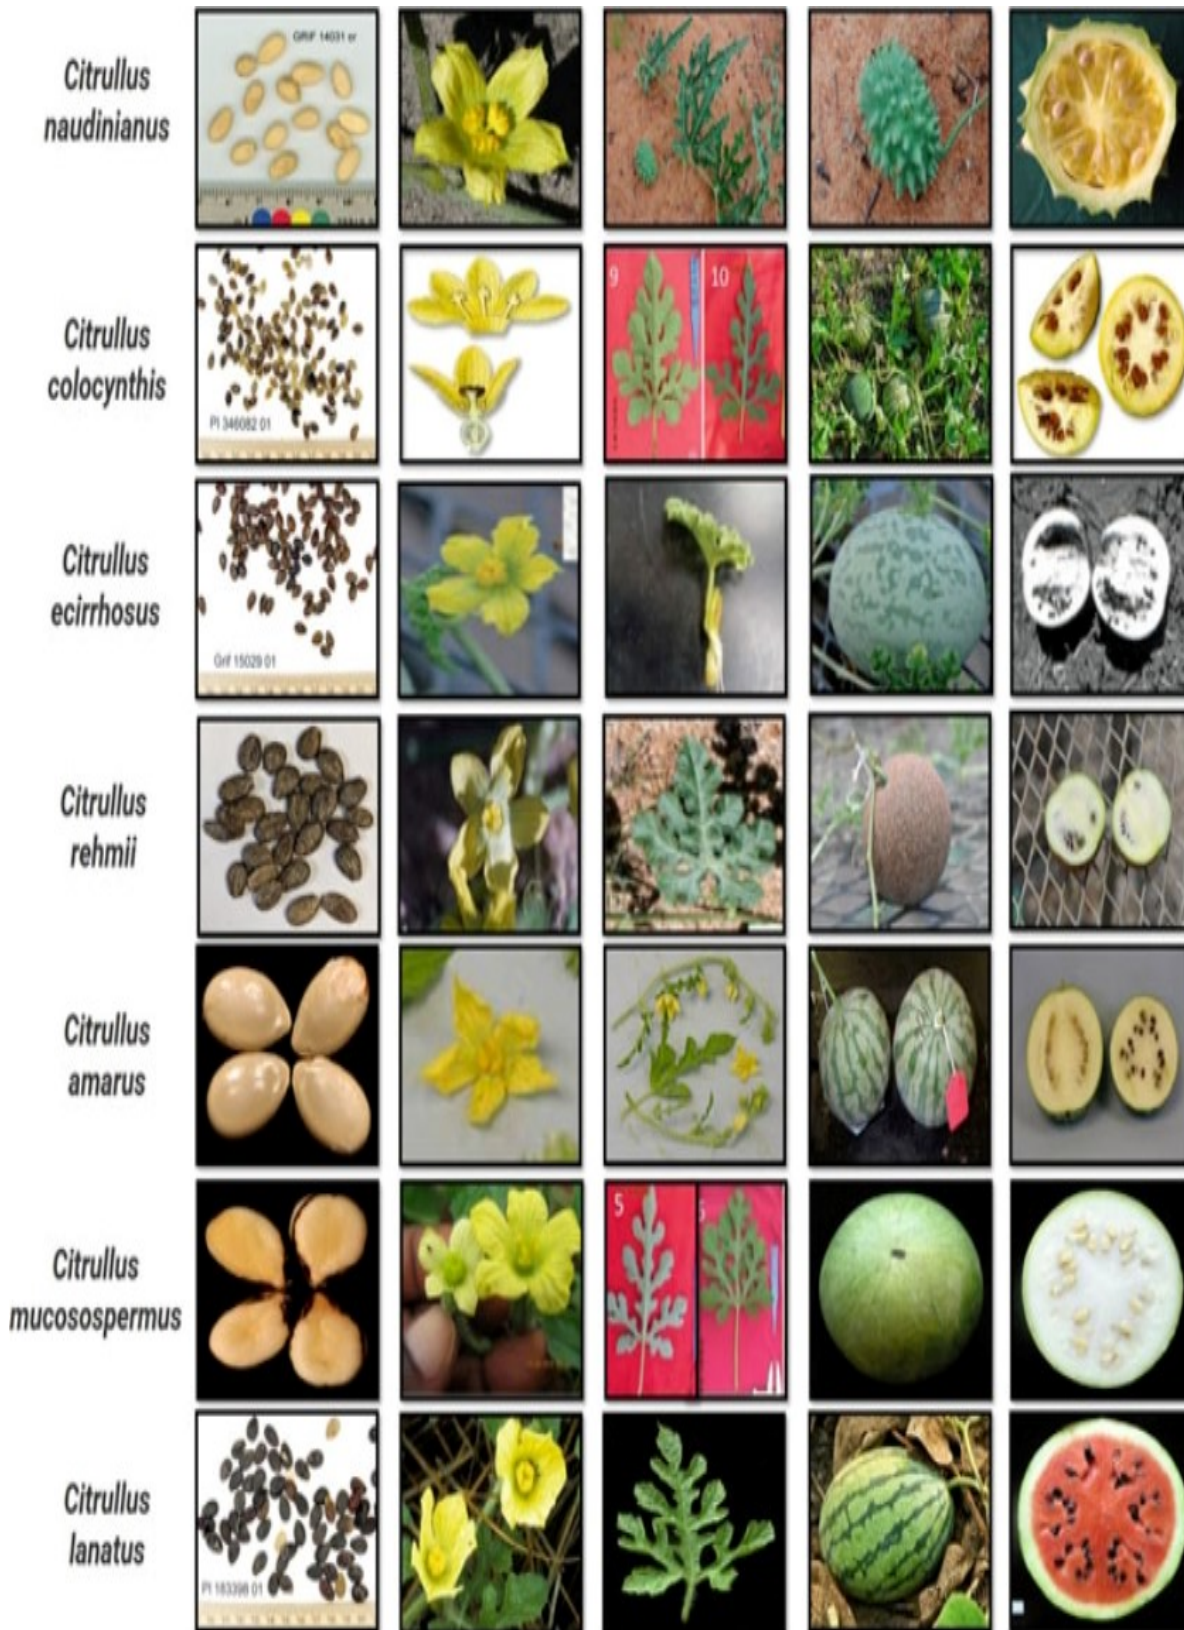 Citrullus
naudinianus
GRIF 14031 or
Citrullus
colocynthis
PI 346082 01
9
10
Citrullus
ecirrhosus
Grif 15029 01
Citrullus
rehmii
Citrullus
amarus
Citrullus
mucosospermus
5
Citrullus
lanatus
PI 183398 01